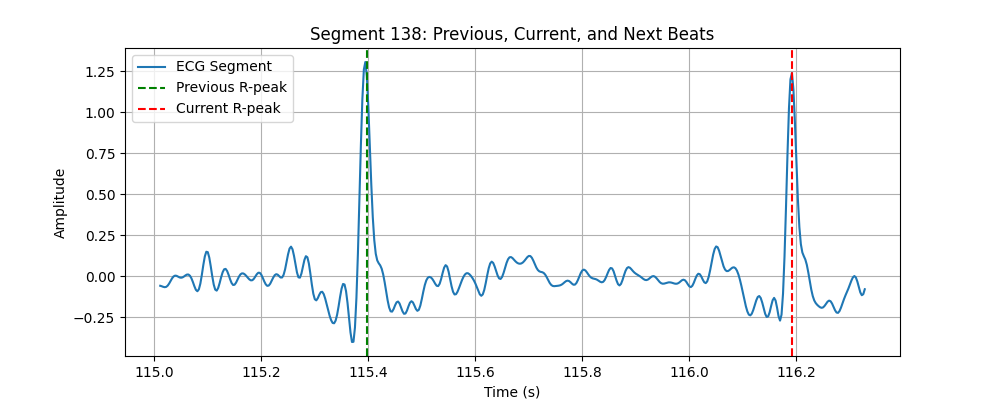 Segment 138: Previous, Current, and Next Beats
ECG Segment
Previous R-peak
Current R-peak
1.25
1.00
0.75
0.50
0.25
0.00
−0.25
Amplitude
115.0 115.2 115.4 115.6 115.8 116.0 116.2
Time (s)